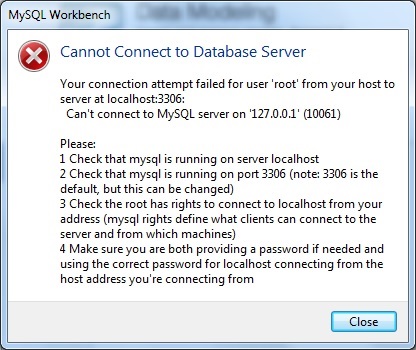 Data Modeling
MySQL Workbench
Cannot Connect to Database Server
Your connection attempt failed for user 'root' from your host to
server at localhost:3306:
Can't connect to MySQL server on '127.0.0.1' (10061)
Please:
1 Check that mysql is running on server localhost
2 Check that mysql is running on port 3306 (note: 3306 is the
default, but this can be changed)
3 Check the root has rights to connect to localhost from your
address (mysql rights define what clients can connect to the
server and from which machines)
4 Make sure you are both providing a password if needed and
using the correct password for localhost connecting from the
host address you're connecting from
Close